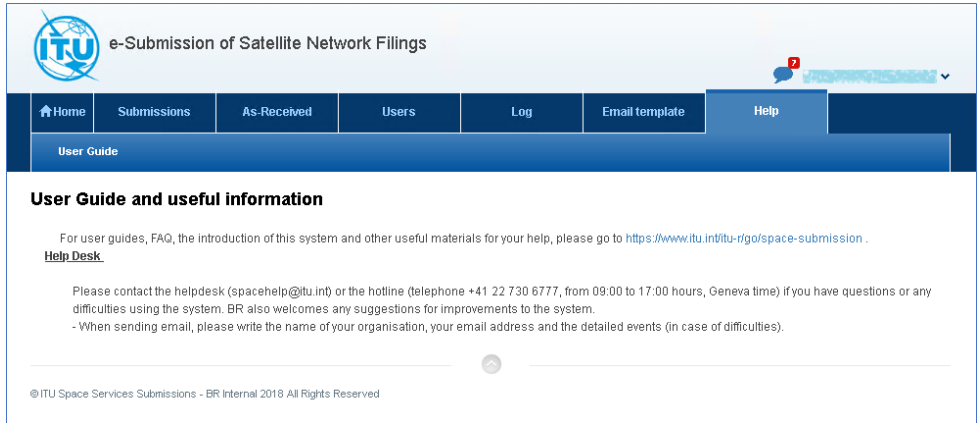 ITU
e-Submission of Satellite Network Filings
7
Home Submissions As-Received Users Log Email template Help
User Guide
User Guide and useful information
For user guides, FAQ, the introduction of this system and other useful materials for your help, please go to https://www.itu.int/itu-r/go/space-submission .
Help Desk
Please contact the helpdesk (spacehelp@itu.int) or the hotline (telephone +41 22 730 6777, from 09:00 to 17:00 hours, Geneva time) if you have questions or any
difficulties using the system. BR also welcomes any suggestions for improvements to the system.
- When sending email, please write the name of your organisation, your email address and the detailed events (in case of difficulties).
© ITU Space Services Submissions - BR Internal 2018 All Rights Reserved